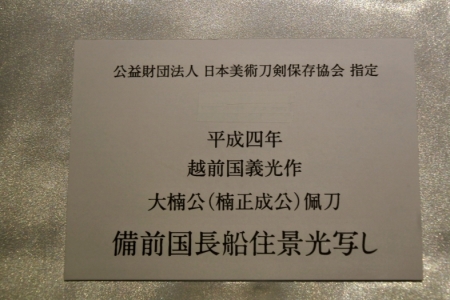 公益財団法人 日本美術刀剣保存協会 指定
平成四年
越前国義光作
大楠公(楠正成公)佩刀
備前国長船住景光写し